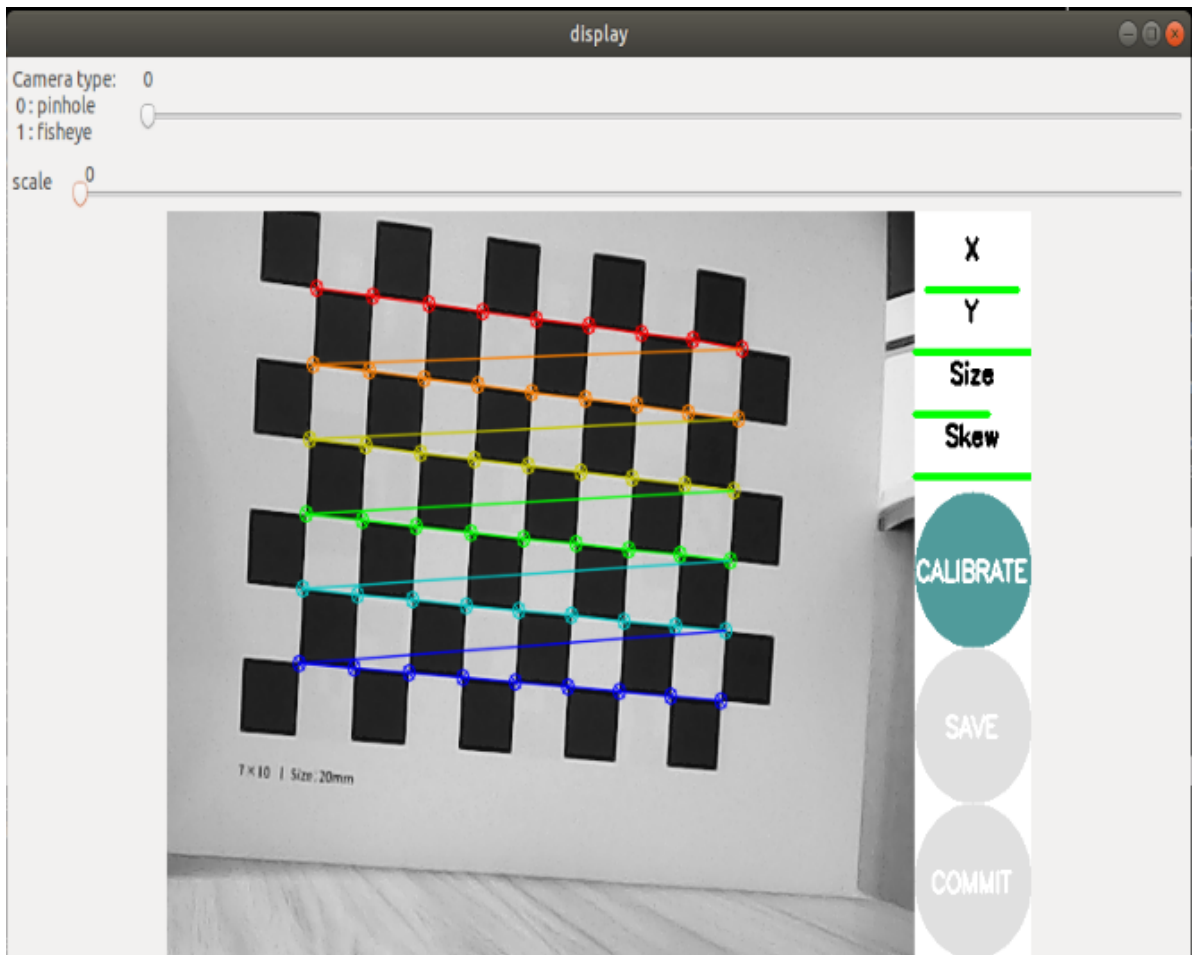 display
Camera type: 0
0 : pinhole
1 : fisheye
scale 0
X
Y
Size
Skew
CALIBRATE
SAVE
COMMIT
7×10 | Size: 20mm